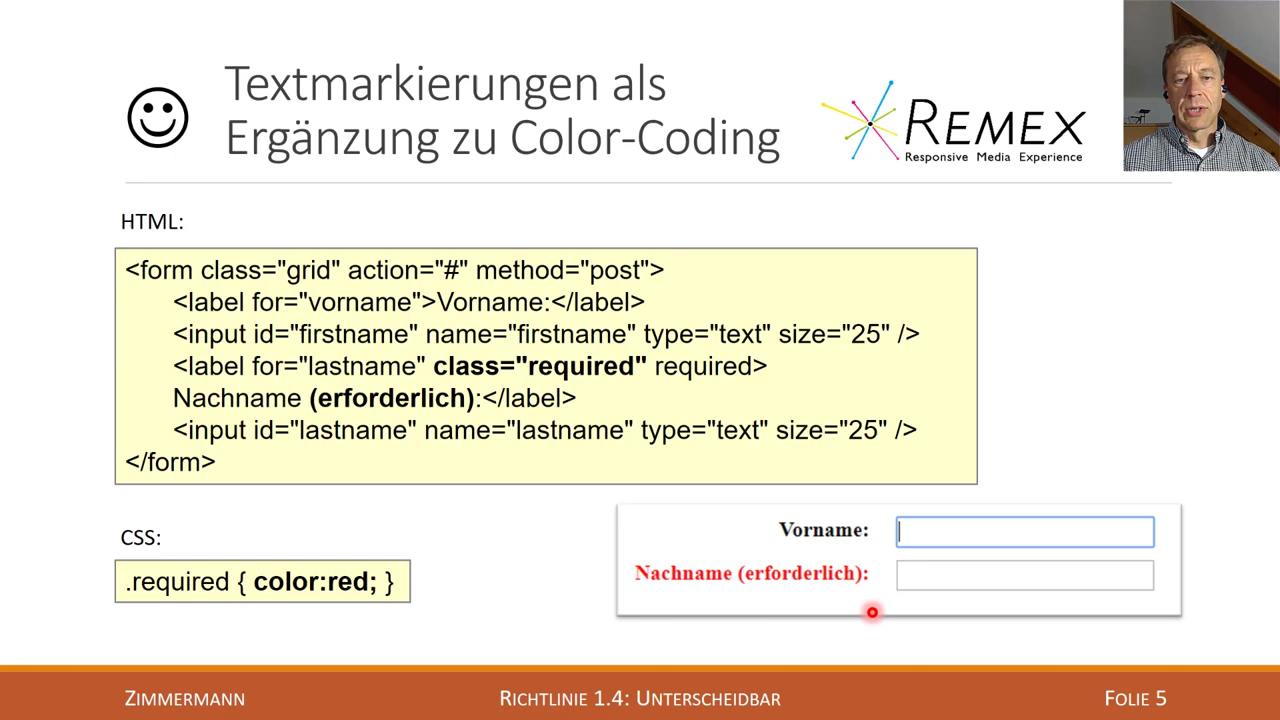 Textmarkierungen als
Ergänzung zu Color-Coding
REMEX
Responsive Media Experience
HTML:
<form class="grid" action="#" method="post">
<label for="vorname">Vorname:</label>
<input id="firstname" name="firstname" type="text" size="25" />
<label for="lastname" class="required" required>
Nachname (erforderlich):</label>
<input id="lastname" name="lastname" type="text" size="25" />
</form>
CSS:
.required { color:red; }
Vorname:
Nachname (erforderlich):
ZIMMERMANN
RICHTLINIE 1.4: UNTERSCHEIDBAR
FOLIE 5